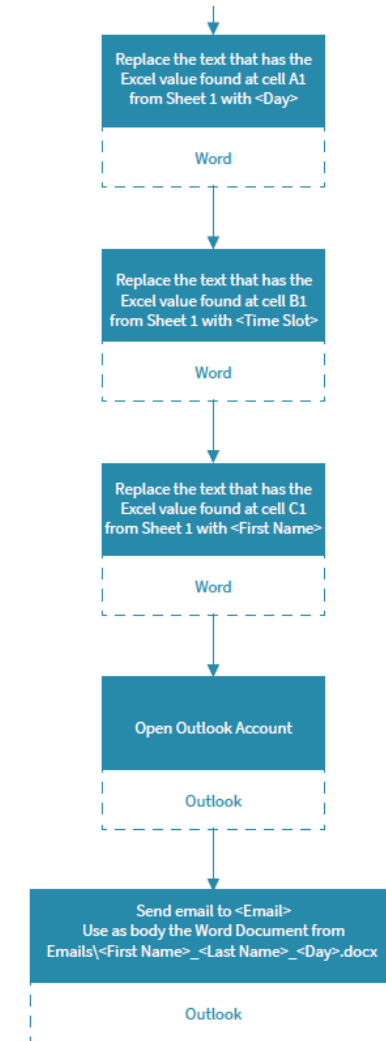 Replace the text that has the
Excel value found at cell A1
from Sheet 1 with <Day>
Word
Replace the text that has the
Excel value found at cell B1
from Sheet 1 with <Time Slot>
Word
Replace the text that has the
Excel value found at cell C1
from Sheet 1 with <First Name>
Word
Open Outlook Account
Outlook
Send email to <Email>
Use as body the Word Document from
Emails\<First Name>_<Last Name>_<Day>.docx
Outlook